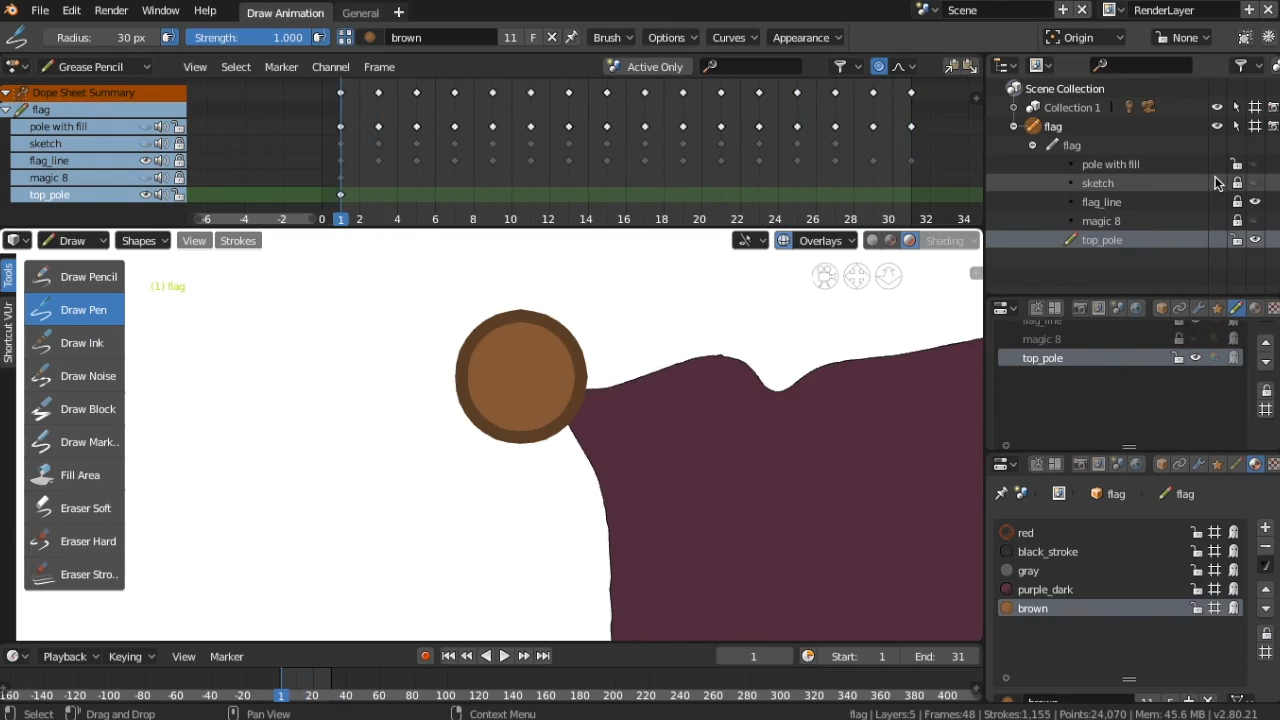 File Edit Render Window Help Draw Animation General Scene RenderLayer
Radius: 30 px Strength: 1.000 brown 11 F Brush Options Curves Appearance Origin None
Grease Pencil View Select Marker Channel Frame Active Only
Dope Sheet Summary
flag
pole with fill
sketch
flag_line
magic 8
top_pole
-6 -4 -2 0 1 2 4 6 8 10 12 14 16 18 20 22 24 26 28 30 32 34
Scene Collection
Collection 1
flag
flag
pole with fill
sketch
flag_line
magic 8
top_pole
Draw Shapes View Strokes Overlays Shading
Tools
Shortcut VUr
Draw Pencil
Draw Pen
Draw Ink
Draw Noise
Draw Block
Draw Mark..
Fill Area
Eraser Soft
Eraser Hard
Eraser Stro..
(1) flag
flag_line
magic 8
top_pole
flag flag
red
black_stroke
gray
purple_dark
brown
brown 11
Playback Keying View Marker 1 Start: 1 End: 31
160 -140 -120 -100 -80 -60 -40 -20 1 20 40 60 80 100 120 140 160 180 200 220 240 260 280 300 320 340 360 380 400
Select Drag and Drop Pan View Context Menu flag | Layers:5 | Frames:48 | Strokes:1,155 | Points:24,070 | Mem: 45.6 MB | v2.80.21